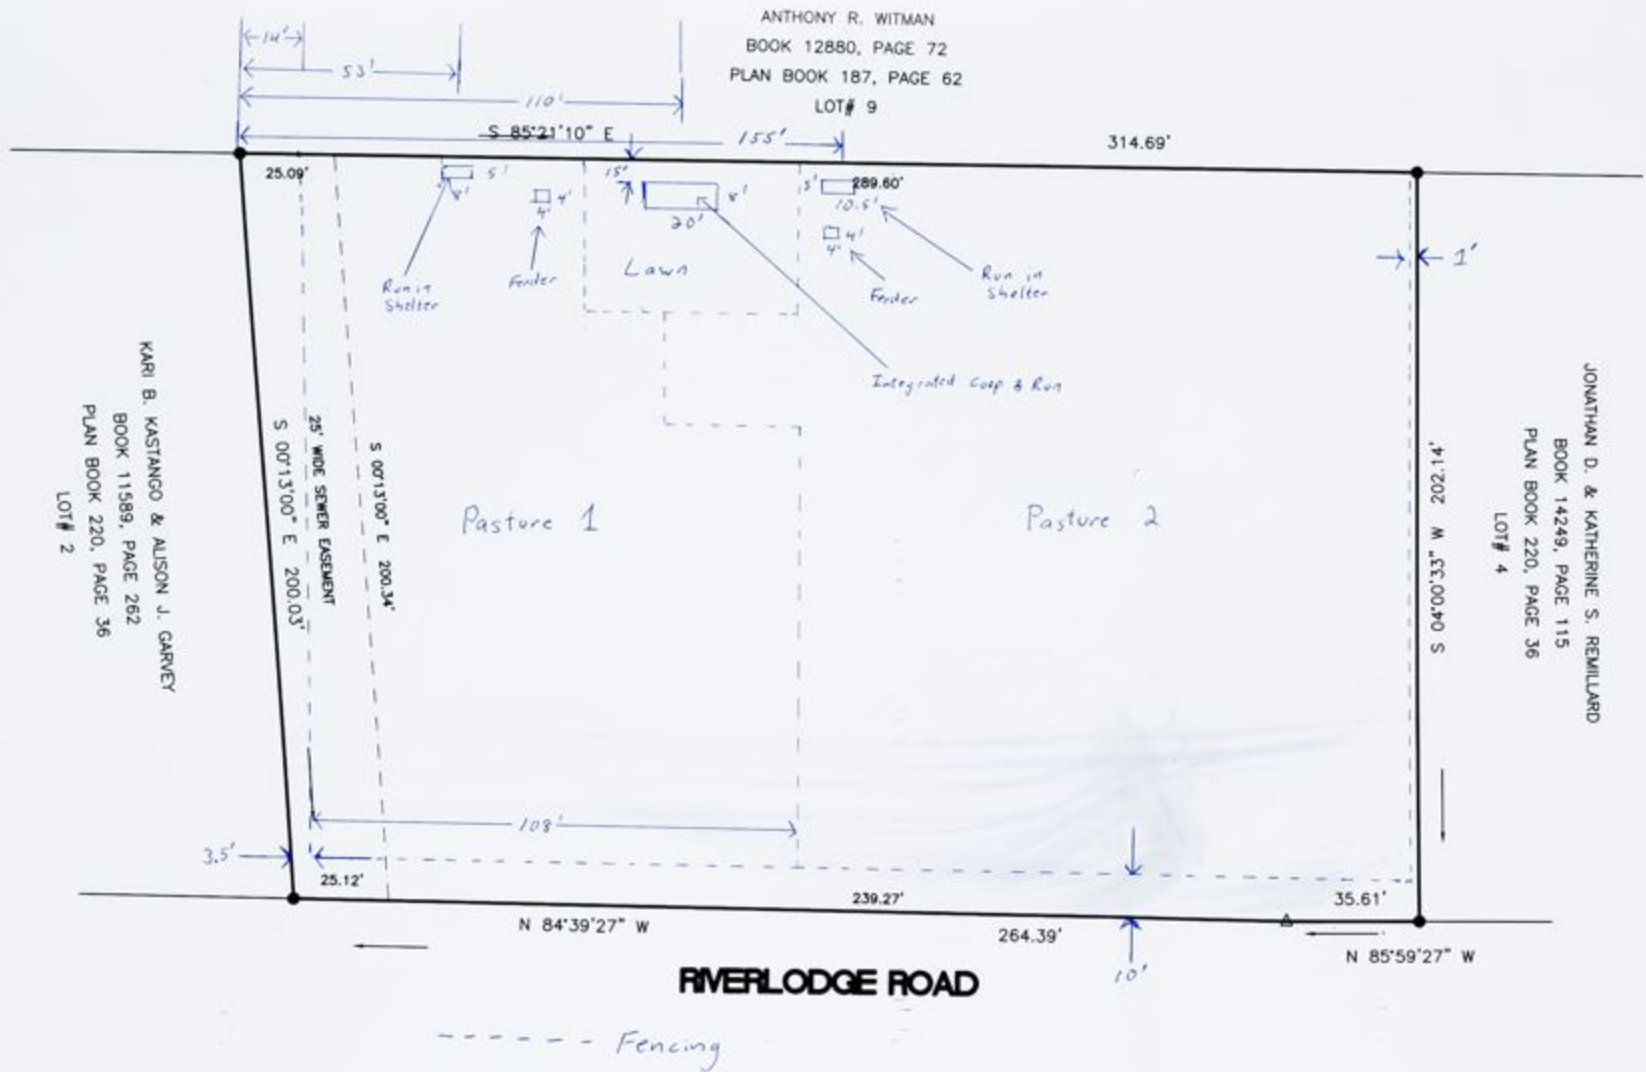 ANTHONY R. WITMAN
BOOK 12880, PAGE 72
PLAN BOOK 187, PAGE 62
LOT# 9
14'
53'
110'
S 85°21'10" E
155'
314.69'
25.09'
5'
8'
4'
4'
15'
8'
20'
5'
289.60'
10.5'
4'
4'
1'
Run in
Shelter
Feeder
Lawn
Feeder
Run in
Shelter
Integrated Coop & Run
KARI B. KASTANGO & ALISON J. GARVEY
BOOK 11589, PAGE 262
PLAN BOOK 220, PAGE 36
LOT# 2
S 00°13'00" E 200.03'
25' WIDE SEWER EASEMENT
S 00°13'00" E 200.34'
Pasture 1
Pasture 2
S 04°00'33" W 202.14'
JONATHAN D. & KATHERINE S. REMILLARD
BOOK 14249, PAGE 115
PLAN BOOK 220, PAGE 36
LOT# 4
108'
3.5'
25.12'
239.27'
35.61'
N 84°39'27" W
264.39'
N 85°59'27" W
10'
RIVERLODGE ROAD
Fencing